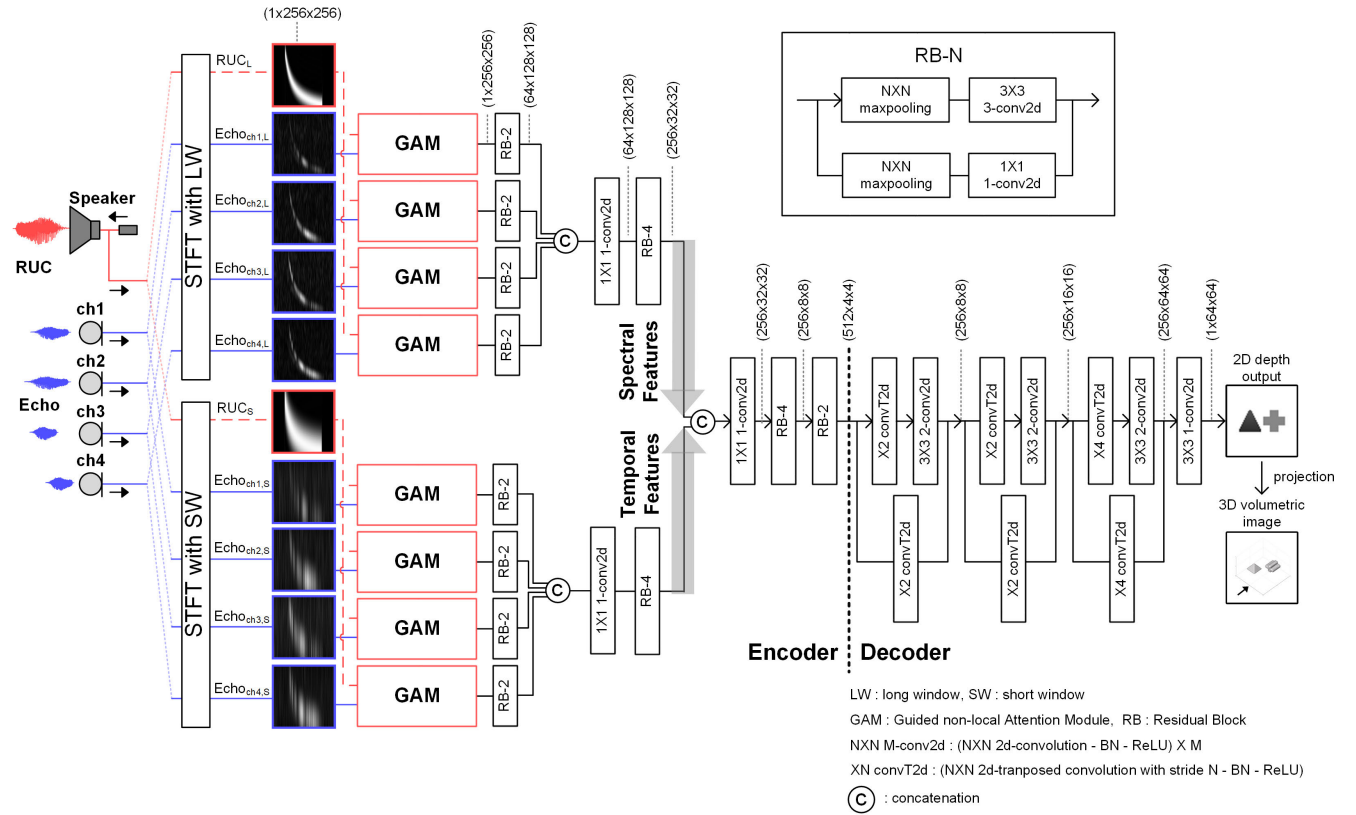 (1x256x256)
RUC_L
Echo_ch1,L
Echo_ch2,L
Echo_ch3,L
Echo_ch4,L
STFT with LW
Speaker
RUC
ch1
ch2
Echo
ch3
ch4
RUC_S
Echo_ch1,S
Echo_ch2,S
Echo_ch3,S
Echo_ch4,S
STFT with SW
GAM
GAM
GAM
GAM
GAM
GAM
GAM
GAM
(1x256x256)
(64x128x128)
RB-2
RB-2
RB-2
RB-2
RB-2
RB-2
RB-2
RB-2
C
C
1X1 1-conv2d
(64x128x128)
RB-4
(256x32x32)
1X1 1-conv2d
RB-4
Spectral
Features
Temporal
Features
C
RB-N
NXN
maxpooling
3X3
3-conv2d
NXN
maxpooling
1X1
1-conv2d
1X1 1-conv2d
(256x32x32)
RB-4
(256x8x8)
RB-2
(512x4x4)
X2 convT2d
3X3 2-conv2d
X2 convT2d
(256x8x8)
X2 convT2d
3X3 2-conv2d
X2 convT2d
(256x16x16)
X4 convT2d
3X3 2-conv2d
X4 convT2d
(256x64x64)
3X3 1-conv2d
(1x64x64)
2D depth
output
projection
3D volumetric
image
Encoder
Decoder
LW : long window, SW : short window
GAM : Guided non-local Attention Module, RB : Residual Block
NXN M-conv2d : (NXN 2d-convolution - BN - ReLU) X M
XN convT2d : (NXN 2d-tranposed convolution with stride N - BN - ReLU)
C : concatenation